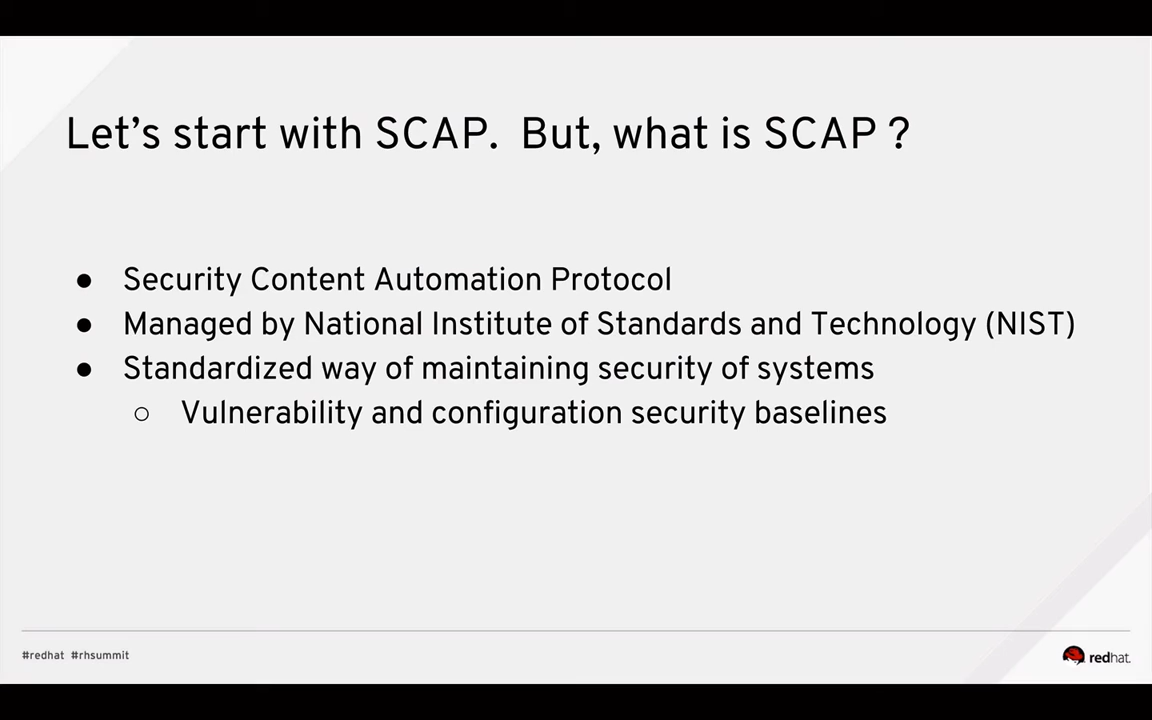 Let's start with SCAP.  But, what is SCAP ?
● Security Content Automation Protocol
● Managed by National Institute of Standards and Technology (NIST)
● Standardized way of maintaining security of systems
○ Vulnerability and configuration security baselines
#redhat #rhsummit
redhat.